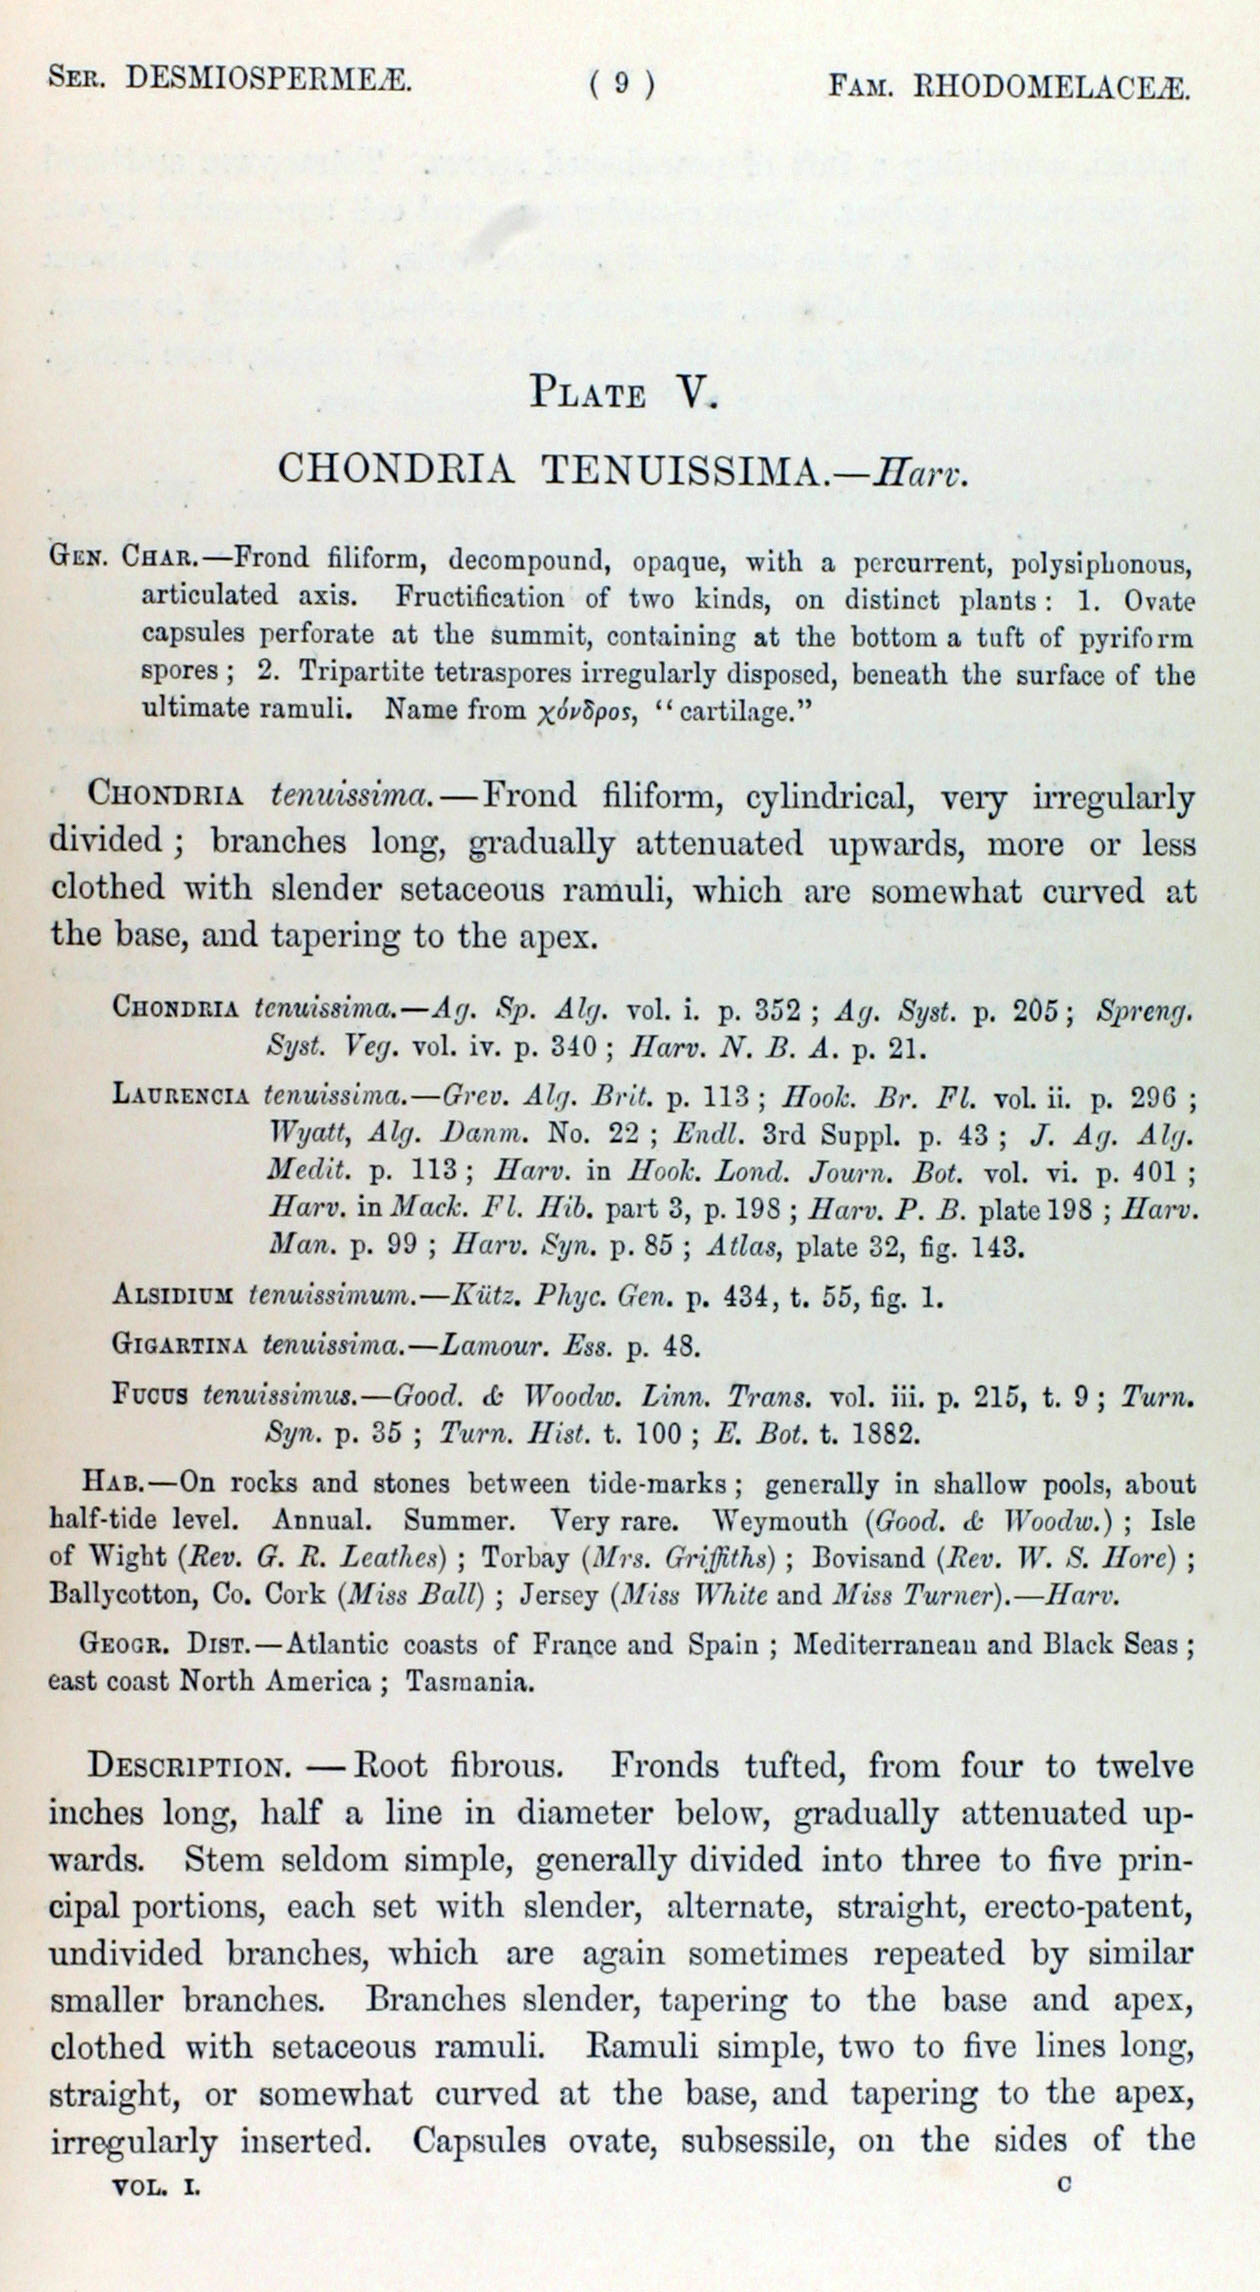 Ser. DESMIOSPERMEÆ. ( 9 ) Fam. RHODOMELACEÆ.
Plate V.
CHONDRIA TENUISSIMA.—Harv.
Gen. Char.—Frond filiform, decompound, opaque, with a percurrent, polysiphonous,
articulated axis. Fructification of two kinds, on distinct plants : 1. Ovate
capsules perforate at the summit, containing at the bottom a tuft of pyriform
spores ; 2. Tripartite tetraspores irregularly disposed, beneath the surface of the
ultimate ramuli. Name from χόνδρος, “ cartilage.”
Chondria tenuissima.—Frond filiform, cylindrical, very irregularly
divided ; branches long, gradually attenuated upwards, more or less
clothed with slender setaceous ramuli, which are somewhat curved at
the base, and tapering to the apex.
Chondria tenuissima.—Ag. Sp. Alg. vol. i. p. 352 ; Ag. Syst. p. 205 ; Spreng.
Syst. Veg. vol. iv. p. 340 ; Harv. N. B. A. p. 21.
Laurencia tenuissima.—Grev. Alg. Brit. p. 113 ; Hook. Br. Fl. vol. ii. p. 296 ;
Wyatt, Alg. Danm. No. 22 ; Endl. 3rd Suppl. p. 43 ; J. Ag. Alg.
Medit. p. 113 ; Harv. in Hook. Lond. Journ. Bot. vol. vi. p. 401 ;
Harv. in Mack. Fl. Hib. part 3, p. 198 ; Harv. P. B. plate 198 ; Harv.
Man. p. 99 ; Harv. Syn. p. 85 ; Atlas, plate 32, fig. 143.
Alsidium tenuissimum.—Kütz. Phyc. Gen. p. 434, t. 55, fig. 1.
Gigartina tenuissima.—Lamour. Ess. p. 48.
Fucus tenuissimus.—Good. & Woodw. Linn. Trans. vol. iii. p. 215, t. 9 ; Turn.
Syn. p. 35 ; Turn. Hist. t. 100 ; E. Bot. t. 1882.
Hab.—On rocks and stones between tide-marks ; generally in shallow pools, about
half-tide level. Annual. Summer. Very rare. Weymouth (Good. & Woodw.) ; Isle
of Wight (Rev. G. R. Leathes) ; Torbay (Mrs. Griffiths) ; Bovisand (Rev. W. S. Hore) ;
Ballycotton, Co. Cork (Miss Ball) ; Jersey (Miss White and Miss Turner).—Harv.
Geogr. Dist.—Atlantic coasts of France and Spain ; Mediterranean and Black Seas ;
east coast North America ; Tasmania.
Description. — Root fibrous. Fronds tufted, from four to twelve
inches long, half a line in diameter below, gradually attenuated up-
wards. Stem seldom simple, generally divided into three to five prin-
cipal portions, each set with slender, alternate, straight, erecto-patent,
undivided branches, which are again sometimes repeated by similar
smaller branches. Branches slender, tapering to the base and apex,
clothed with setaceous ramuli. Ramuli simple, two to five lines long,
straight, or somewhat curved at the base, and tapering to the apex,
irregularly inserted. Capsules ovate, subsessile, on the sides of the
VOL. I. C